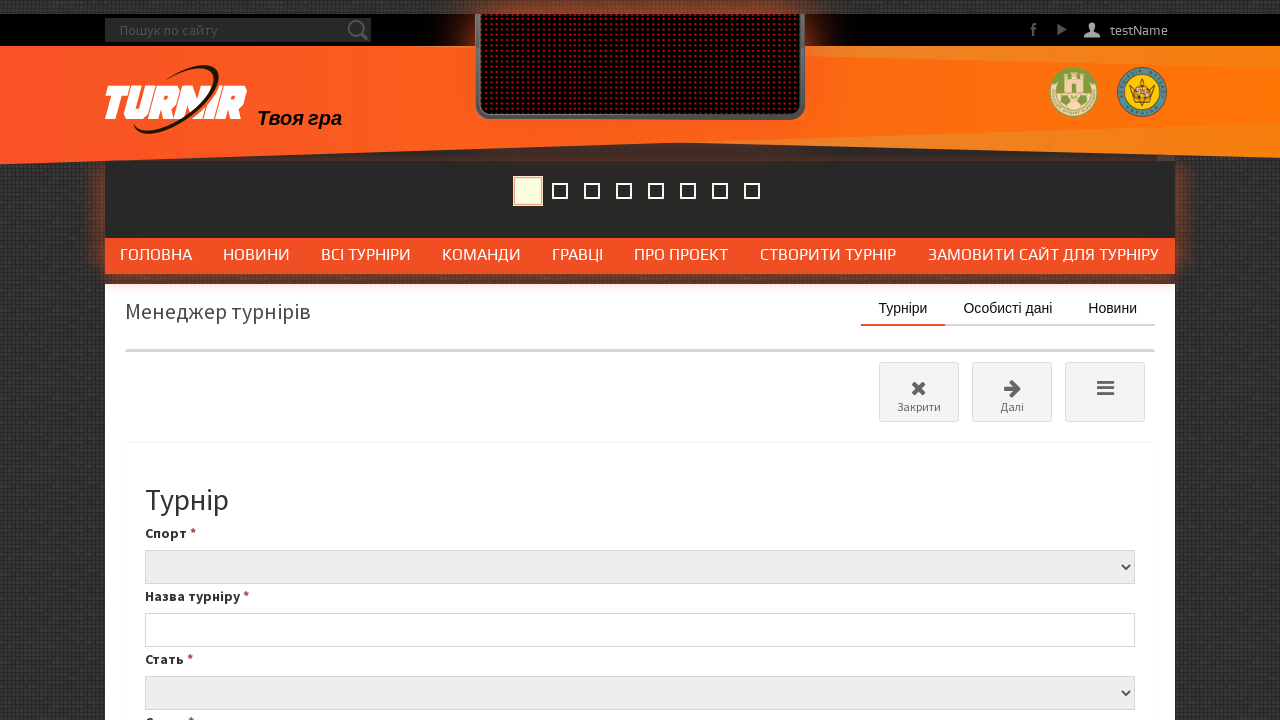 Пошук по сайту
testName
TURNIR
Твоя гра
ГОЛОВНА НОВИНИ ВСІ ТУРНІРИ КОМАНДИ ГРАВЦІ ПРО ПРОЕКТ СТВОРИТИ ТУРНІР ЗАМОВИТИ САЙТ ДЛЯ ТУРНІРУ
Менеджер турнірів
Турніри Особисті дані Новини
Закрити Далі
Турнір
Спорт *
Назва турніру *
Стать *